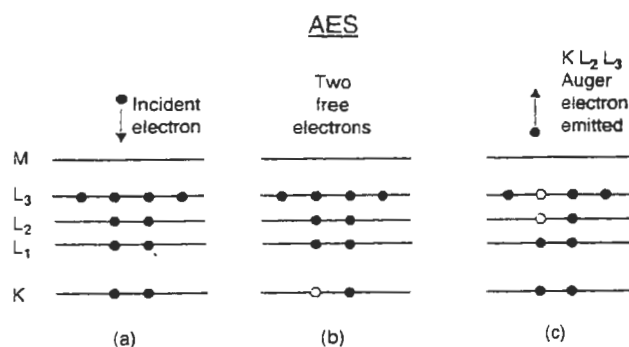 AES
Incident
electron
Two
free
electrons
K L₂ L₃
Auger
electron
emitted
M
L₃
L₂
L₁
K
(a)
(b)
(c)